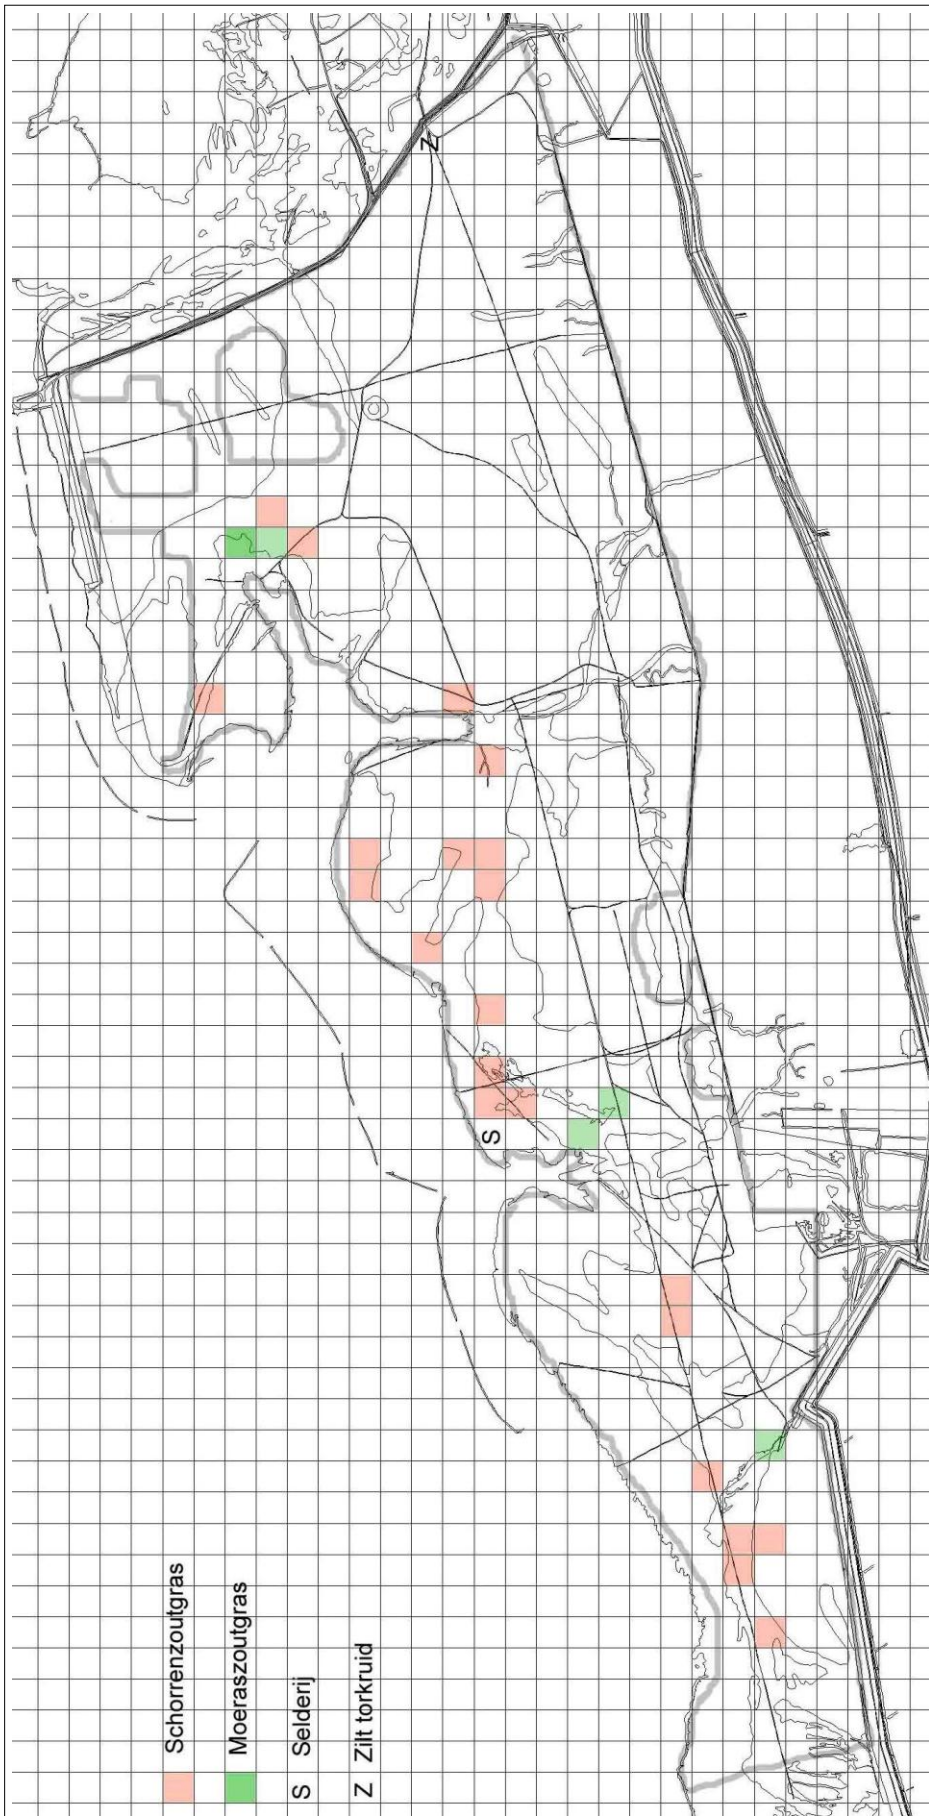 Schorrenzoutgras
Moeraszoutgras
S Selderij
Z Zilt torkruid
S
Z